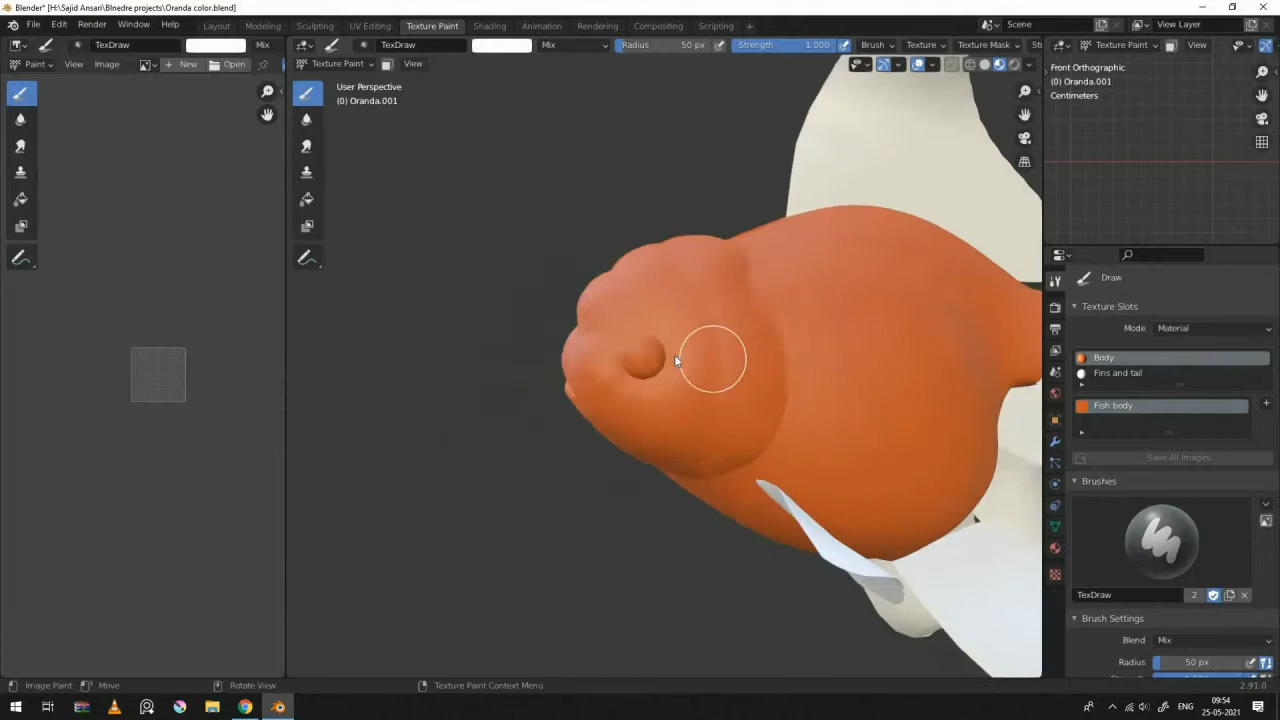 Blender* [H:\Sajid Ansari\Blnedre projects\Oranda color.blend]
File Edit Render Window Help Layout Modeling Sculpting UV Editing Texture Paint Shading Animation Rendering Compositing Scripting + Scene View Layer
TexDraw Mix TexDraw Mix Radius 50 px Strength 1.000 Brush Texture Texture Mask St Texture Paint View
Paint View Image + New Open Texture Paint View
User Perspective
(0) Oranda.001
Front Orthographic
(0) Oranda.001
Centimeters
Draw
Texture Slots
Mode Material
Body
Fins and tail
Fish body
Save All Images
Brushes
TexDraw 2
Brush Settings
Blend Mix
Radius 50 px
Image Paint Move Rotate View Texture Paint Context Menu 2.91.0
ENG 09:54
25-05-2021